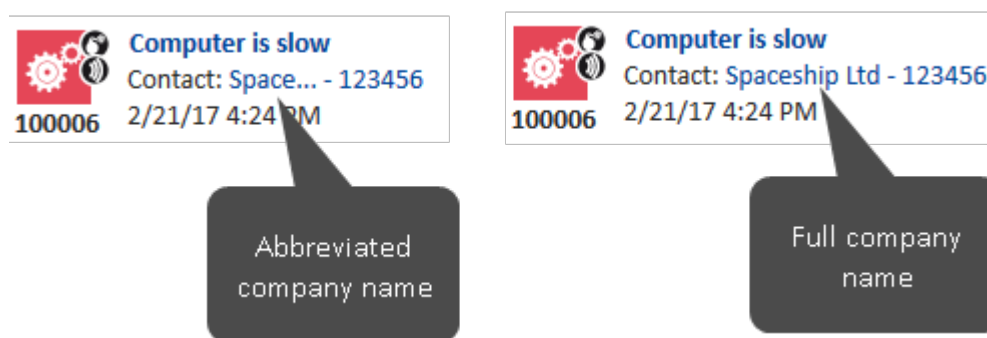 Computer is slow
Contact: Space... - 123456
2/21/17 4:24 PM
100006
Abbreviated
company name
Computer is slow
Contact: Spaceship Ltd - 123456
2/21/17 4:24 PM
100006
Full company
name